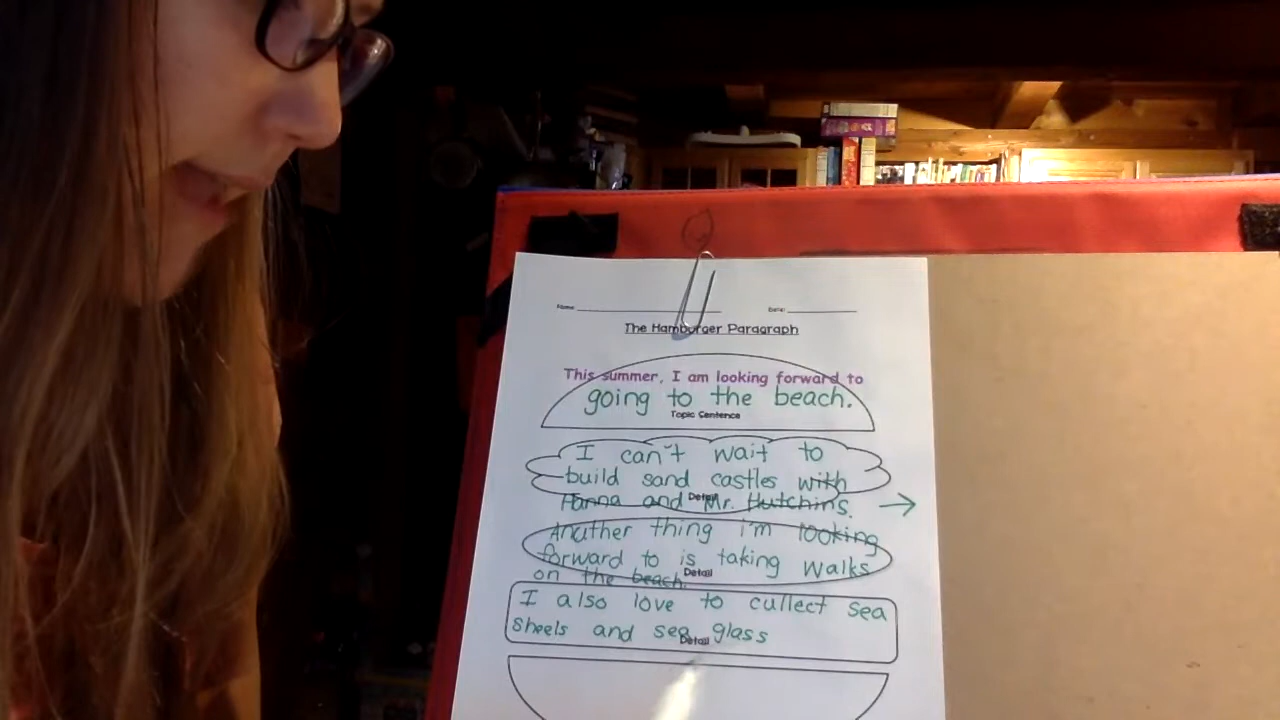 Name: Date:
The Hamburger Paragraph
This summer, I am looking forward to
going to the beach.
Topic Sentence
I can't wait to
build sand castles with
Hanna and Mr. Hutchins.
Detail
Another thing i'm looking
forward to is taking walks
on the beach.
Detail
I also love to cullect sea
sheels and sea glass
Detail